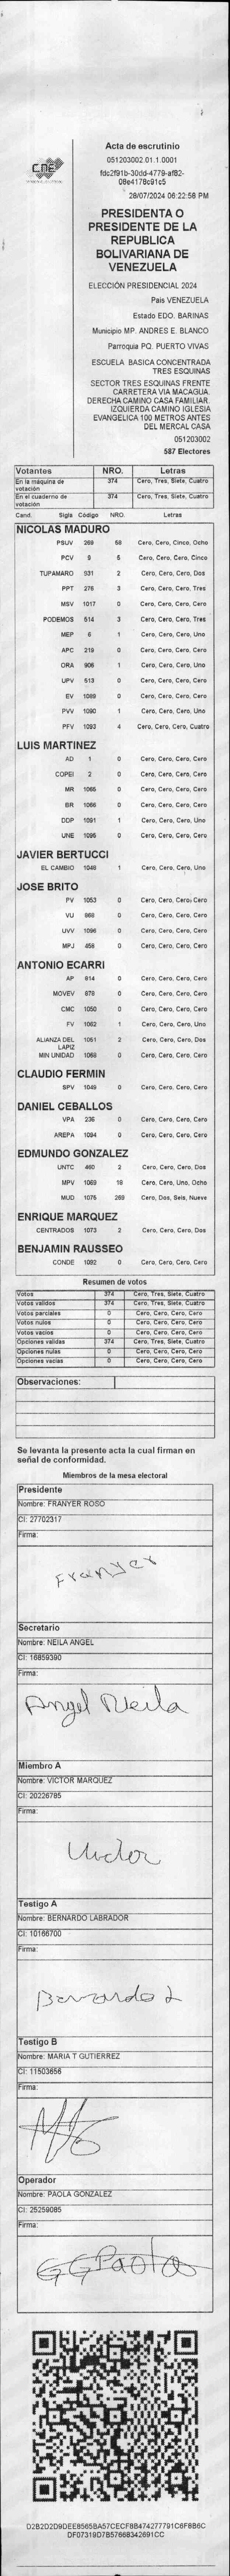 CNE
Acta de escrutinio
051203002.01.1.0001
fdc2f91b-30dd-4779-af82-
08e4178c91c5
28/07/2024 06:22:58 PM
PRESIDENTA O
PRESIDENTE DE LA
REPUBLICA
BOLIVARIANA DE
VENEZUELA
ELECCIÓN PRESIDENCIAL 2024
Pais VENEZUELA
Estado EDO. BARINAS
Municipio MP. ANDRES E. BLANCO
Parroquia PQ. PUERTO VIVAS
ESCUELA BASICA CONCENTRADA
TRES ESQUINAS
SECTOR TRES ESQUINAS FRENTE
CARRETERA VIA MACAGUA.
DERECHA CAMINO CASA FAMILIAR.
IZQUIERDA CAMINO IGLESIA
EVANGELICA 100 METROS ANTES
DEL MERCAL CASA
051203002
587 Electores
Votantes NRO. Letras
En la máquina de votación 374 Cero, Tres, Siete, Cuatro
En el cuaderno de votación 374 Cero, Tres, Siete, Cuatro
Cand. Sigla Código NRO. Letras
NICOLAS MADURO
PSUV 269 58 Cero, Cero, Cinco, Ocho
PCV 9 5 Cero, Cero, Cero, Cinco
TUPAMARO 931 2 Cero, Cero, Cero, Dos
PPT 276 3 Cero, Cero, Cero, Tres
MSV 1017 0 Cero, Cero, Cero, Cero
PODEMOS 514 3 Cero, Cero, Cero, Tres
MEP 6 1 Cero, Cero, Cero, Uno
APC 219 0 Cero, Cero, Cero, Cero
ORA 906 1 Cero, Cero, Cero, Uno
UPV 513 0 Cero, Cero, Cero, Cero
EV 1089 0 Cero, Cero, Cero, Cero
PVV 1090 1 Cero, Cero, Cero, Uno
PFV 1093 4 Cero, Cero, Cero, Cuatro
LUIS MARTINEZ
AD 1 0 Cero, Cero, Cero, Cero
COPEI 2 0 Cero, Cero, Cero, Cero
MR 1065 0 Cero, Cero, Cero, Cero
BR 1066 0 Cero, Cero, Cero, Cero
DDP 1091 1 Cero, Cero, Cero, Uno
UNE 1095 0 Cero, Cero, Cero, Cero
JAVIER BERTUCCI
EL CAMBIO 1048 1 Cero, Cero, Cero, Uno
JOSE BRITO
PV 1053 0 Cero, Cero, Cero, Cero
VU 968 0 Cero, Cero, Cero, Cero
UVV 1096 0 Cero, Cero, Cero, Cero
MPJ 458 0 Cero, Cero, Cero, Cero
ANTONIO ECARRI
AP 814 0 Cero, Cero, Cero, Cero
MOVEV 979 0 Cero, Cero, Cero, Cero
CMC 1050 0 Cero, Cero, Cero, Cero
FV 1062 1 Cero, Cero, Cero, Uno
ALIANZA DEL LAPIZ 1051 2 Cero, Cero, Cero, Dos
MIN UNIDAD 1068 0 Cero, Cero, Cero, Cero
CLAUDIO FERMIN
SPV 1049 0 Cero, Cero, Cero, Cero
DANIEL CEBALLOS
VPA 236 0 Cero, Cero, Cero, Cero
AREPA 1094 0 Cero, Cero, Cero, Cero
EDMUNDO GONZALEZ
UNTC 460 2 Cero, Cero, Cero, Dos
MPV 1069 18 Cero, Cero, Uno, Ocho
MUD 1075 269 Cero, Dos, Seis, Nueve
ENRIQUE MARQUEZ
CENTRADOS 1073 2 Cero, Cero, Cero, Dos
BENJAMIN RAUSSEO
CONDE 1092 0 Cero, Cero, Cero, Cero
Resumen de votos
Votos 374 Cero, Tres, Siete, Cuatro
Votos validos 374 Cero, Tres, Siete, Cuatro
Votos parciales 0 Cero, Cero, Cero, Cero
Votos nulos 0 Cero, Cero, Cero, Cero
Votos vacios 0 Cero, Cero, Cero, Cero
Opciones validas 374 Cero, Tres, Siete, Cuatro
Opciones nulas 0 Cero, Cero, Cero, Cero
Opciones vacias 0 Cero, Cero, Cero, Cero
Observaciones:
Se levanta la presente acta la cual firman en
señal de conformidad.
Miembros de la mesa electoral
Presidente
Nombre: FRANYER ROSO
CI: 27702317
Firma:
Franyer
Secretario
Nombre: NEILA ANGEL
CI: 16859390
Firma:
Angel Neila
Miembro A
Nombre: VICTOR MARQUEZ
CI: 20226785
Firma:
Victor
Testigo A
Nombre: BERNARDO LABRADOR
CI: 10166700
Firma:
Bernardo L
Testigo B
Nombre: MARIA T GUTIERREZ
CI: 11503656
Firma:
Operador
Nombre: PAOLA GONZALEZ
CI: 25259085
Firma:
GGPaola
D2B2D2D9DEE8565BA57CECF8B474277791C6F8B6C
DF07319D7B57668342691CC